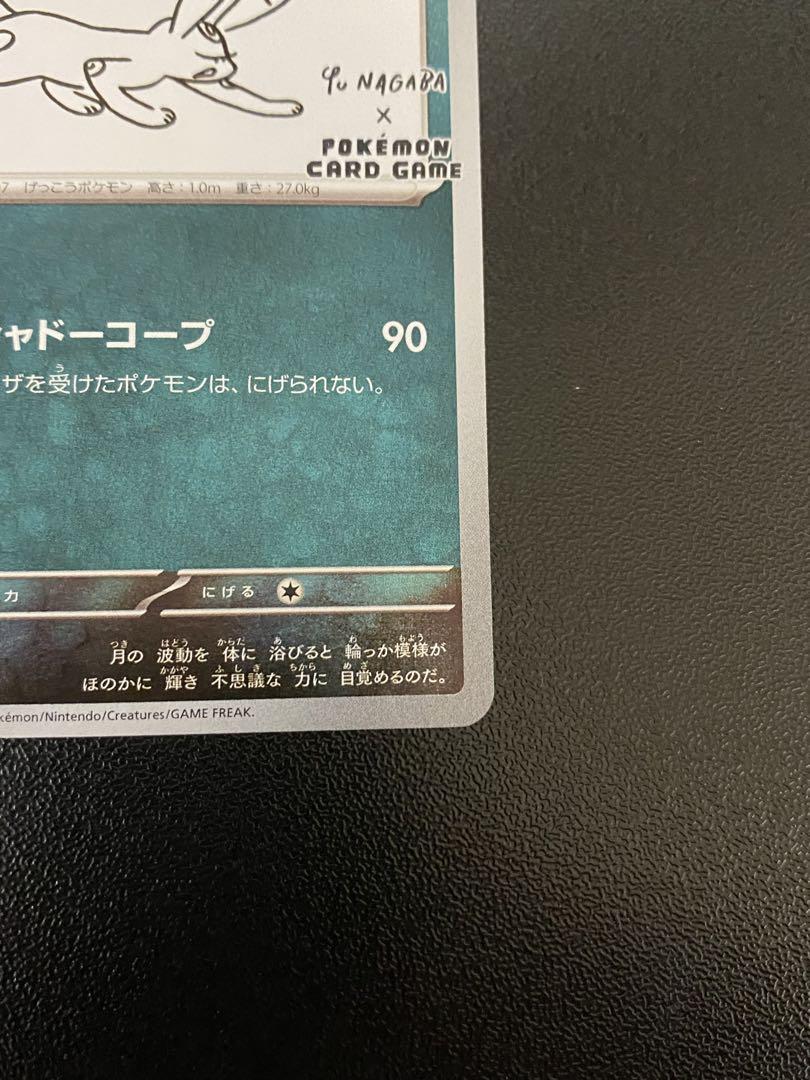 Yu NAGABA
×
POKÉMON
CARD GAME
7 げっこうポケモン 高さ:1.0m 重さ:27.0kg
ャドーコープ 90
ザを受けたポケモンは、にげられない。
力 にげる
月の波動を体に浴びると輪っか模様が
ほのかに輝き不思議な力に目覚めるのだ。
kémon/Nintendo/Creatures/GAME FREAK.